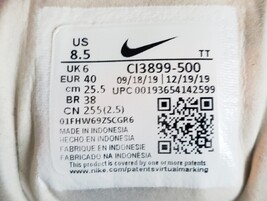 US
8.5 TT
UK 6 CI3899-500
EUR 40 09/18/19 12/19/19
cm 25.5 UPC 00193654142599
BR 38
CN 255(2.5)
01FHW69ZSCGR6
MADE IN INDONESIA
HECHO EN INDONESIA
FABRIQUE EN INDONESIE
FABRICADO NA INDONESIA
This product is covered by one or more patents
www.nike.com/patentsvirtualmarking